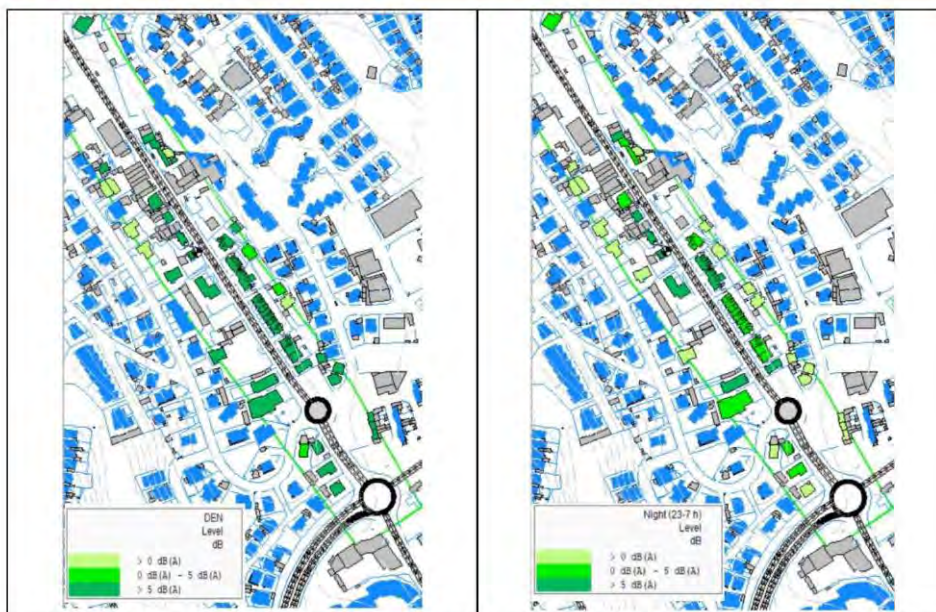 DEN
Level
dB
> 0 dB(A)
0 dB(A) - 5 dB(A)
> 5 dB(A)
Night (23-7 h)
Level
dB
> 0 dB(A)
0 dB(A) - 5 dB(A)
> 5 dB(A)